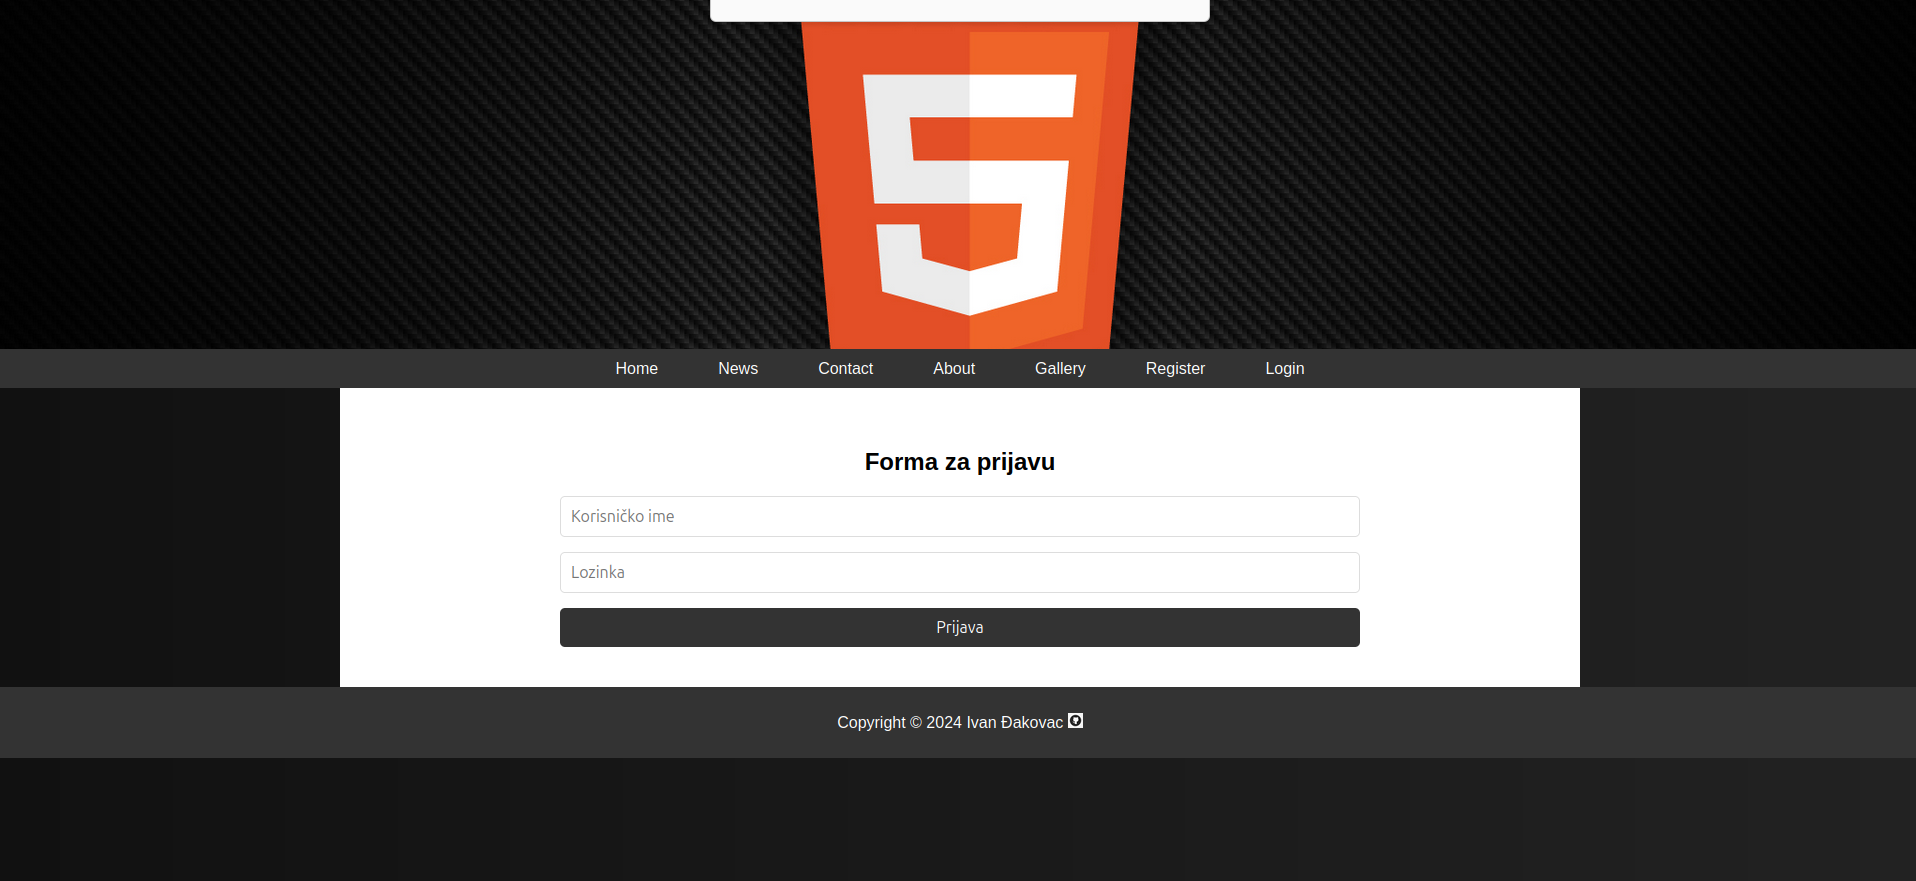 5
Home News Contact About Gallery Register Login
Forma za prijavu
Korisničko ime
Lozinka
Prijava
Copyright © 2024 Ivan Đakovac